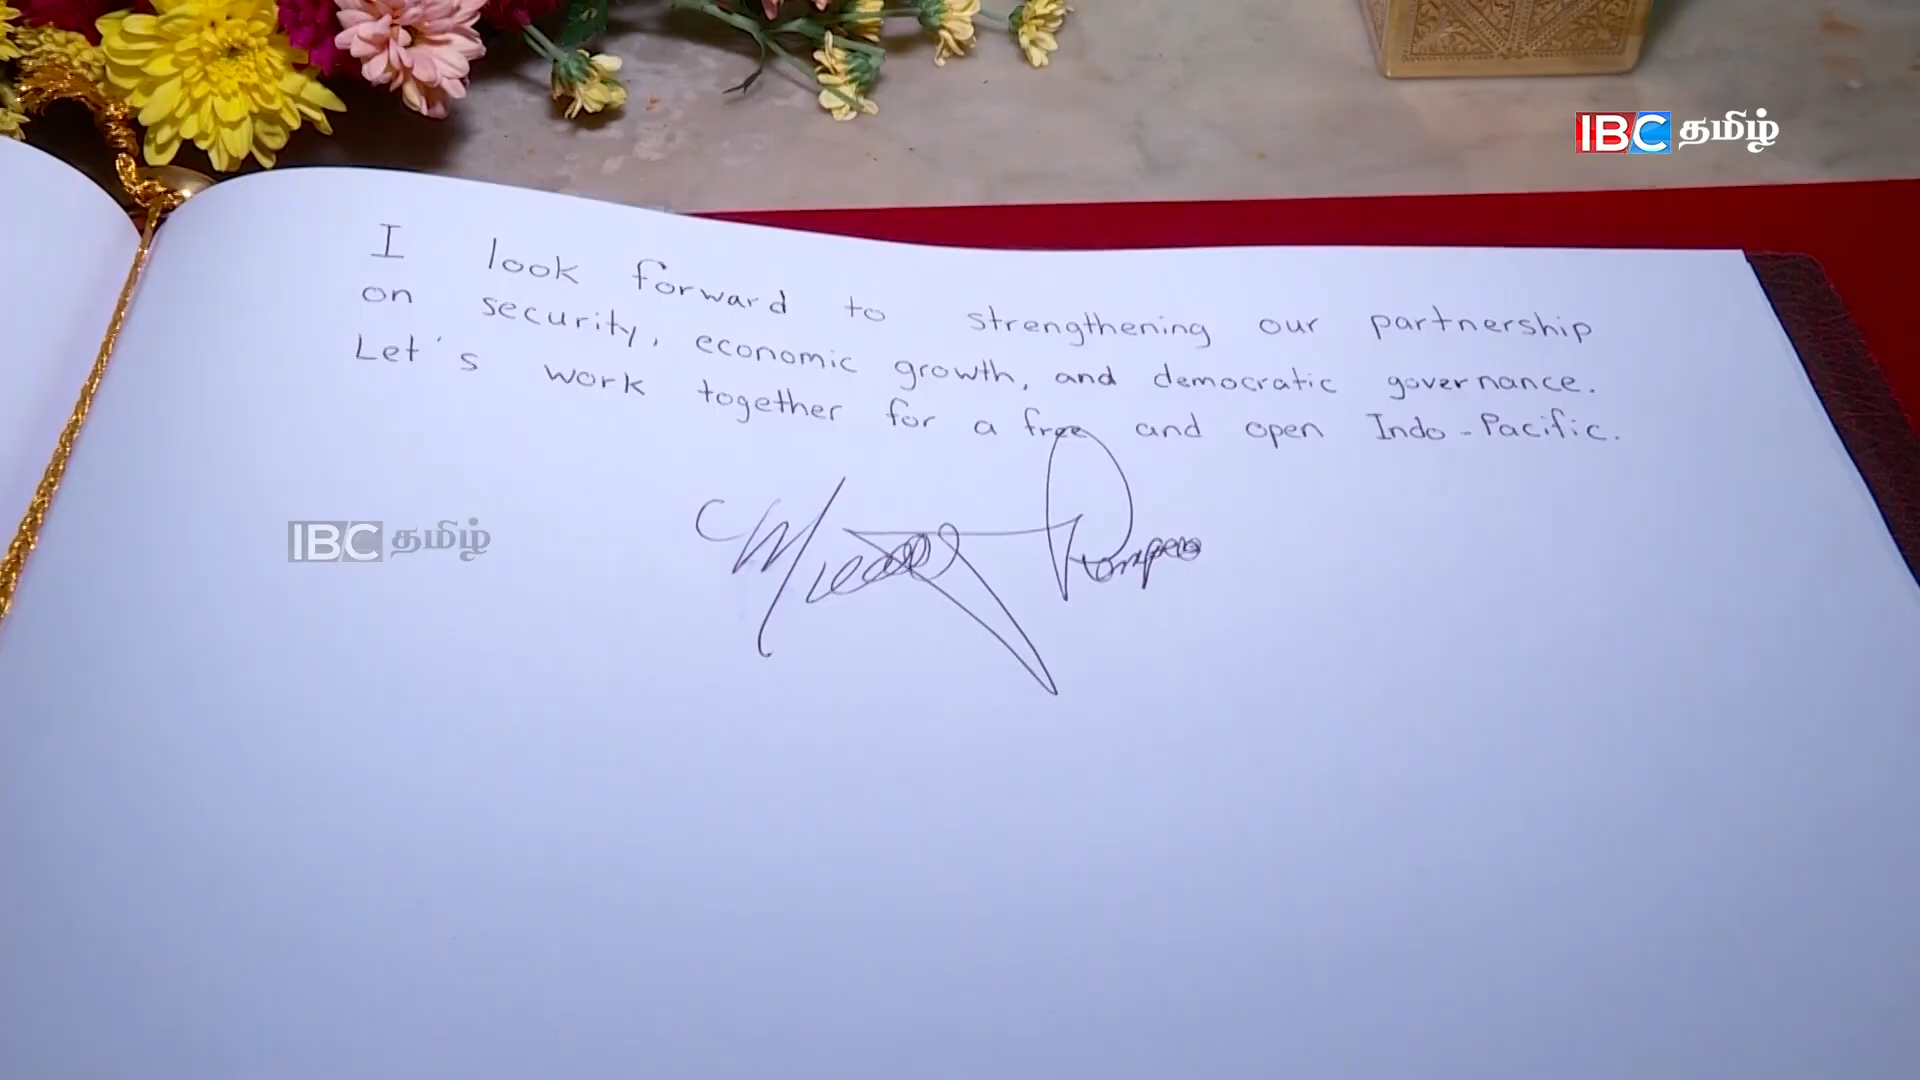 IBC தமிழ்
I look forward to strengthening our partnership
on security, economic growth, and democratic governance.
Let's work together for a free and open Indo-Pacific.
IBC தமிழ்